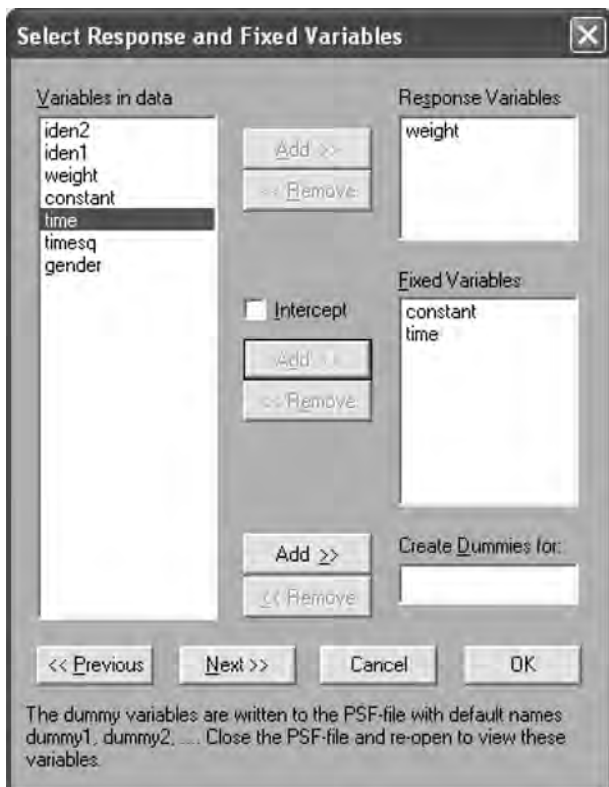 Select Response and Fixed Variables
Variables in data
iden2
iden1
weight
constant
time
timesq
gender
Add >>
<< Remove
Response Variables
weight
Intercept
Add >>
<< Remove
Fixed Variables
constant
time
Add >>
<< Remove
Create Dummies for:
<< Previous
Next >>
Cancel
OK
The dummy variables are written to the PSF-file with default names
dummy1, dummy2, .... Close the PSF-file and re-open to view these
variables.